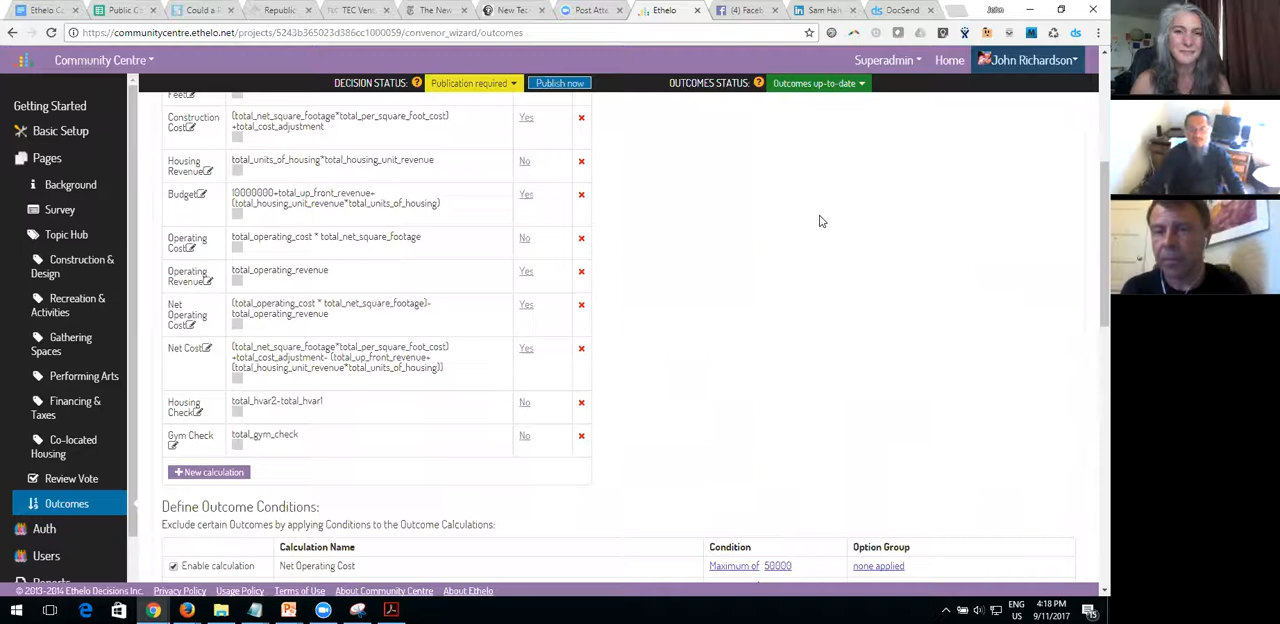 Ethelo Co
Public C
Could a
Republic
TEC Ven
The New
New Tec
Post Atte
Ethelo
(4) Faceb
Sam Hah
DocSend
John
https://communitycentre.ethelo.net/projects/5243b365d23466cc1000059/convenor_wizard/outcomes
Community Centre
Superadmin
Home
John Richardson
DECISION STATUS:
Publication required
Publish now
OUTCOMES STATUS:
Outcomes up-to-date
Getting Started
Basic Setup
Pages
Background
Survey
Topic Hub
Construction &
Design
Recreation &
Activities
Gathering
Spaces
Performing Arts
Financing &
Taxes
Co-located
Housing
Review Vote
Outcomes
Auth
Users
Reports
Feet
Construction
Cost
(total_net_square_footage*total_per_square_foot_cost)
+total_cost_adjustment
Yes
Housing
Revenue
total_units_of_housing*total_housing_unit_revenue
No
Budget
10000000+total_up_front_revenue+
(total_housing_unit_revenue*total_units_of_housing)
Yes
Operating
Cost
total_operating_cost * total_net_square_footage
No
Operating
Revenue
total_operating_revenue
Yes
Net
Operating
Cost
(total_operating_cost * total_net_square_footage)-
total_operating_revenue
Yes
Net Cost
(total_net_square_footage*total_per_square_foot_cost)
+total_cost_adjustment- (total_up_front_revenue+
(total_housing_unit_revenue*total_units_of_housing))
Yes
Housing
Check
total_hvar2-total_hvar1
No
Gym Check
total_gym_check
No
+ New calculation
Define Outcome Conditions:
Exclude certain Outcomes by applying Conditions to the Outcome Calculations:
Calculation Name
Condition
Option Group
Enable calculation
Net Operating Cost
Maximum of 50000
none applied
© 2013-2014 Ethelo Decisions Inc.
Privacy Policy
Usage Policy
Terms of Use
About Community Centre
About Ethelo
ENG
US
4:18 PM
9/11/2017
15